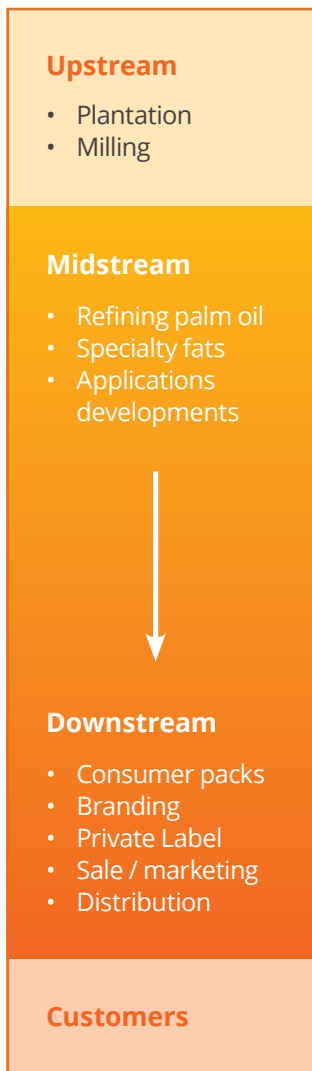 Upstream
• Plantation
• Milling
Midstream
• Refining palm oil
• Specialty fats
• Applications
developments
Downstream
• Consumer packs
• Branding
• Private Label
• Sale / marketing
• Distribution
Customers